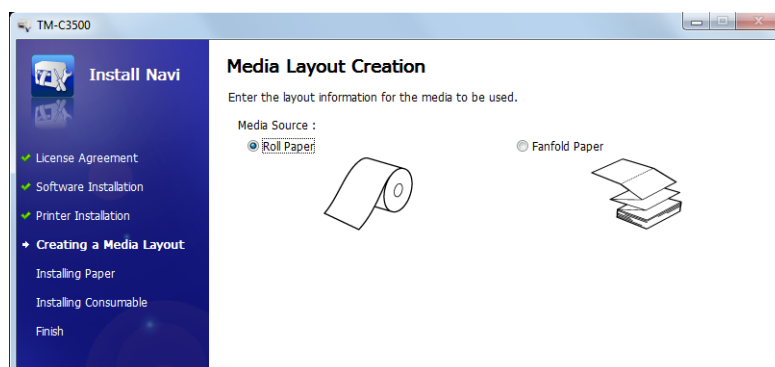 TM-C3500
Install Navi
License Agreement
Software Installation
Printer Installation
Creating a Media Layout
Installing Paper
Installing Consumable
Finish
Media Layout Creation
Enter the layout information for the media to be used.
Media Source :
Roll Paper
Fanfold Paper